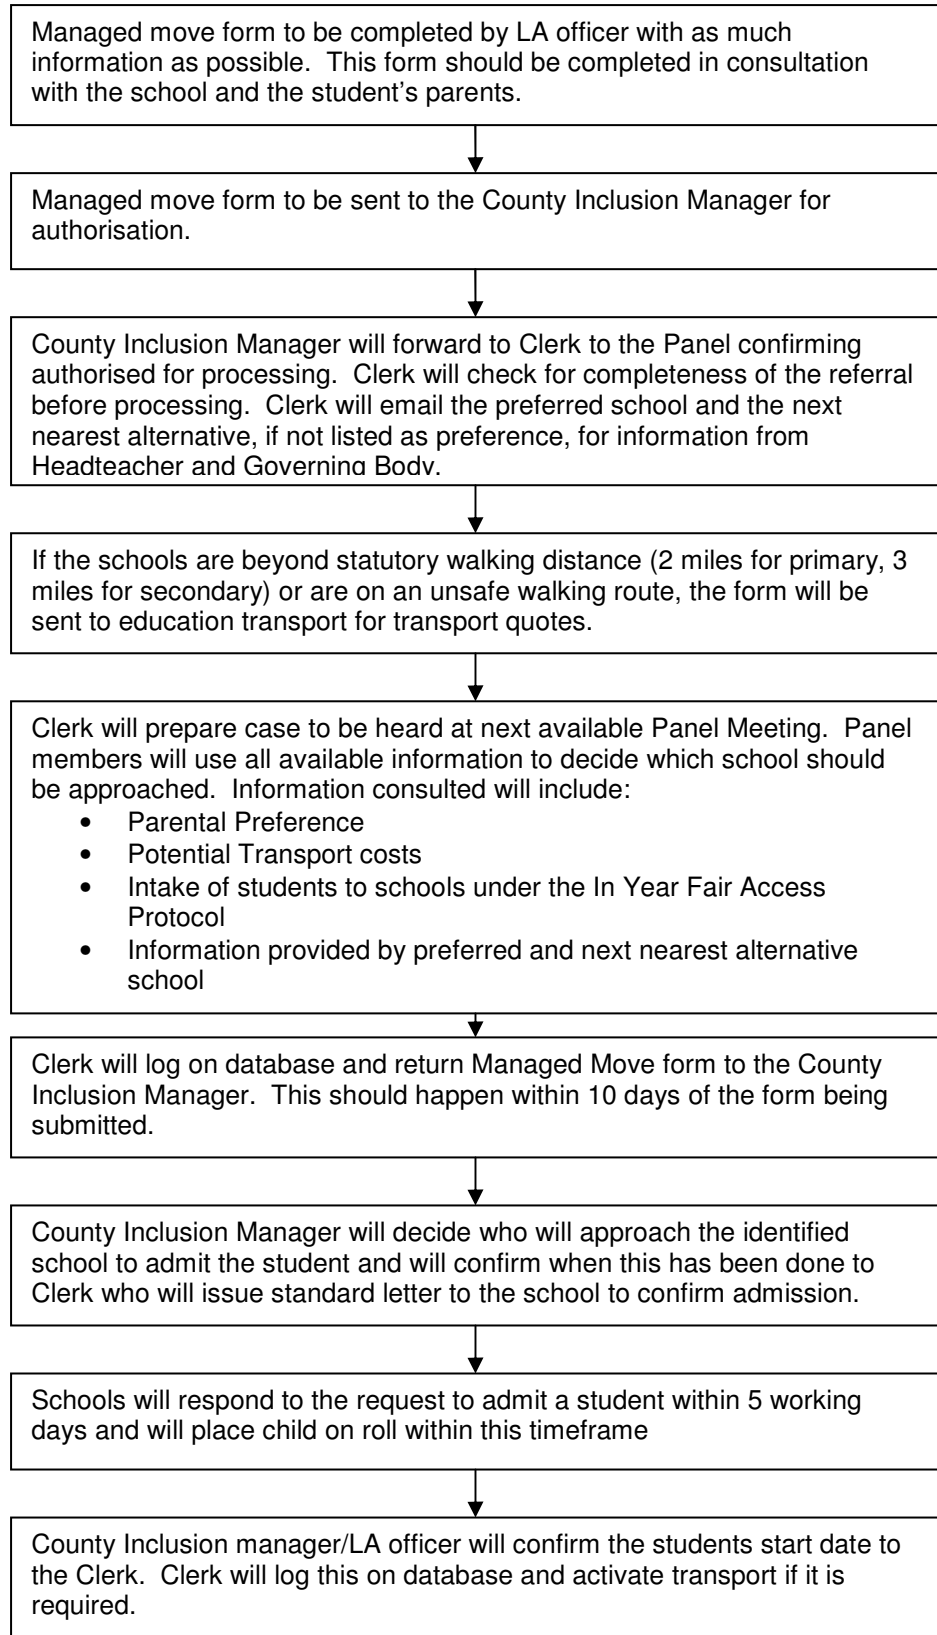 Managed move form to be completed by LA officer with as much
information as possible.  This form should be completed in consultation
with the school and the student's parents.
Managed move form to be sent to the County Inclusion Manager for
authorisation.
County Inclusion Manager will forward to Clerk to the Panel confirming
authorised for processing.  Clerk will check for completeness of the referral
before processing.  Clerk will email the preferred school and the next
nearest alternative, if not listed as preference, for information from
Headteacher and Governing Body.
If the schools are beyond statutory walking distance (2 miles for primary, 3
miles for secondary) or are on an unsafe walking route, the form will be
sent to education transport for transport quotes.
Clerk will prepare case to be heard at next available Panel Meeting.  Panel
members will use all available information to decide which school should
be approached.  Information consulted will include:
• Parental Preference
• Potential Transport costs
• Intake of students to schools under the In Year Fair Access
Protocol
• Information provided by preferred and next nearest alternative
school
Clerk will log on database and return Managed Move form to the County
Inclusion Manager.  This should happen within 10 days of the form being
submitted.
County Inclusion Manager will decide who will approach the identified
school to admit the student and will confirm when this has been done to
Clerk who will issue standard letter to the school to confirm admission.
Schools will respond to the request to admit a student within 5 working
days and will place child on roll within this timeframe
County Inclusion manager/LA officer will confirm the students start date to
the Clerk.  Clerk will log this on database and activate transport if it is
required.